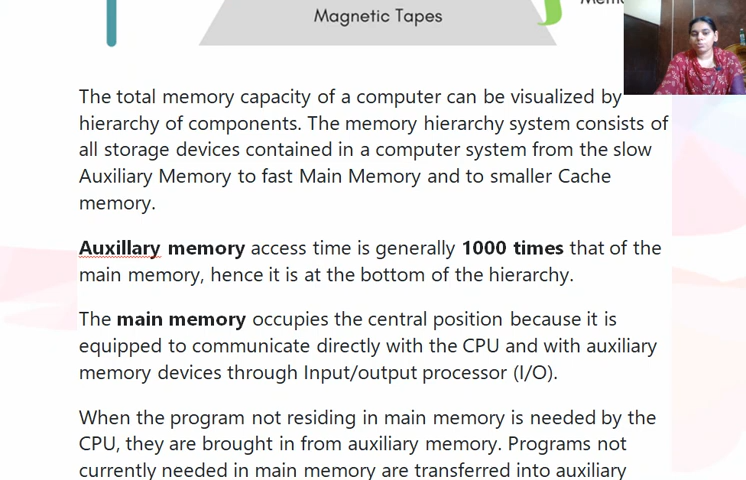 Magnetic Tapes
The total memory capacity of a computer can be visualized by
hierarchy of components. The memory hierarchy system consists of
all storage devices contained in a computer system from the slow
Auxiliary Memory to fast Main Memory and to smaller Cache
memory.
Auxillary memory access time is generally 1000 times that of the
main memory, hence it is at the bottom of the hierarchy.
The main memory occupies the central position because it is
equipped to communicate directly with the CPU and with auxiliary
memory devices through Input/output processor (I/O).
When the program not residing in main memory is needed by the
CPU, they are brought in from auxiliary memory. Programs not
currently needed in main memory are transferred into auxiliary